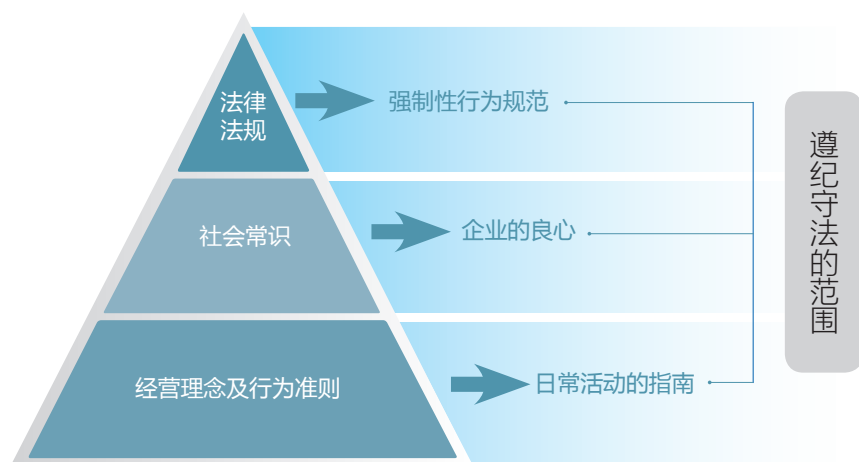 法律
法规
强制性行为规范
社会常识
企业的良心
经营理念及行为准则
日常活动的指南
遵纪守法的范围